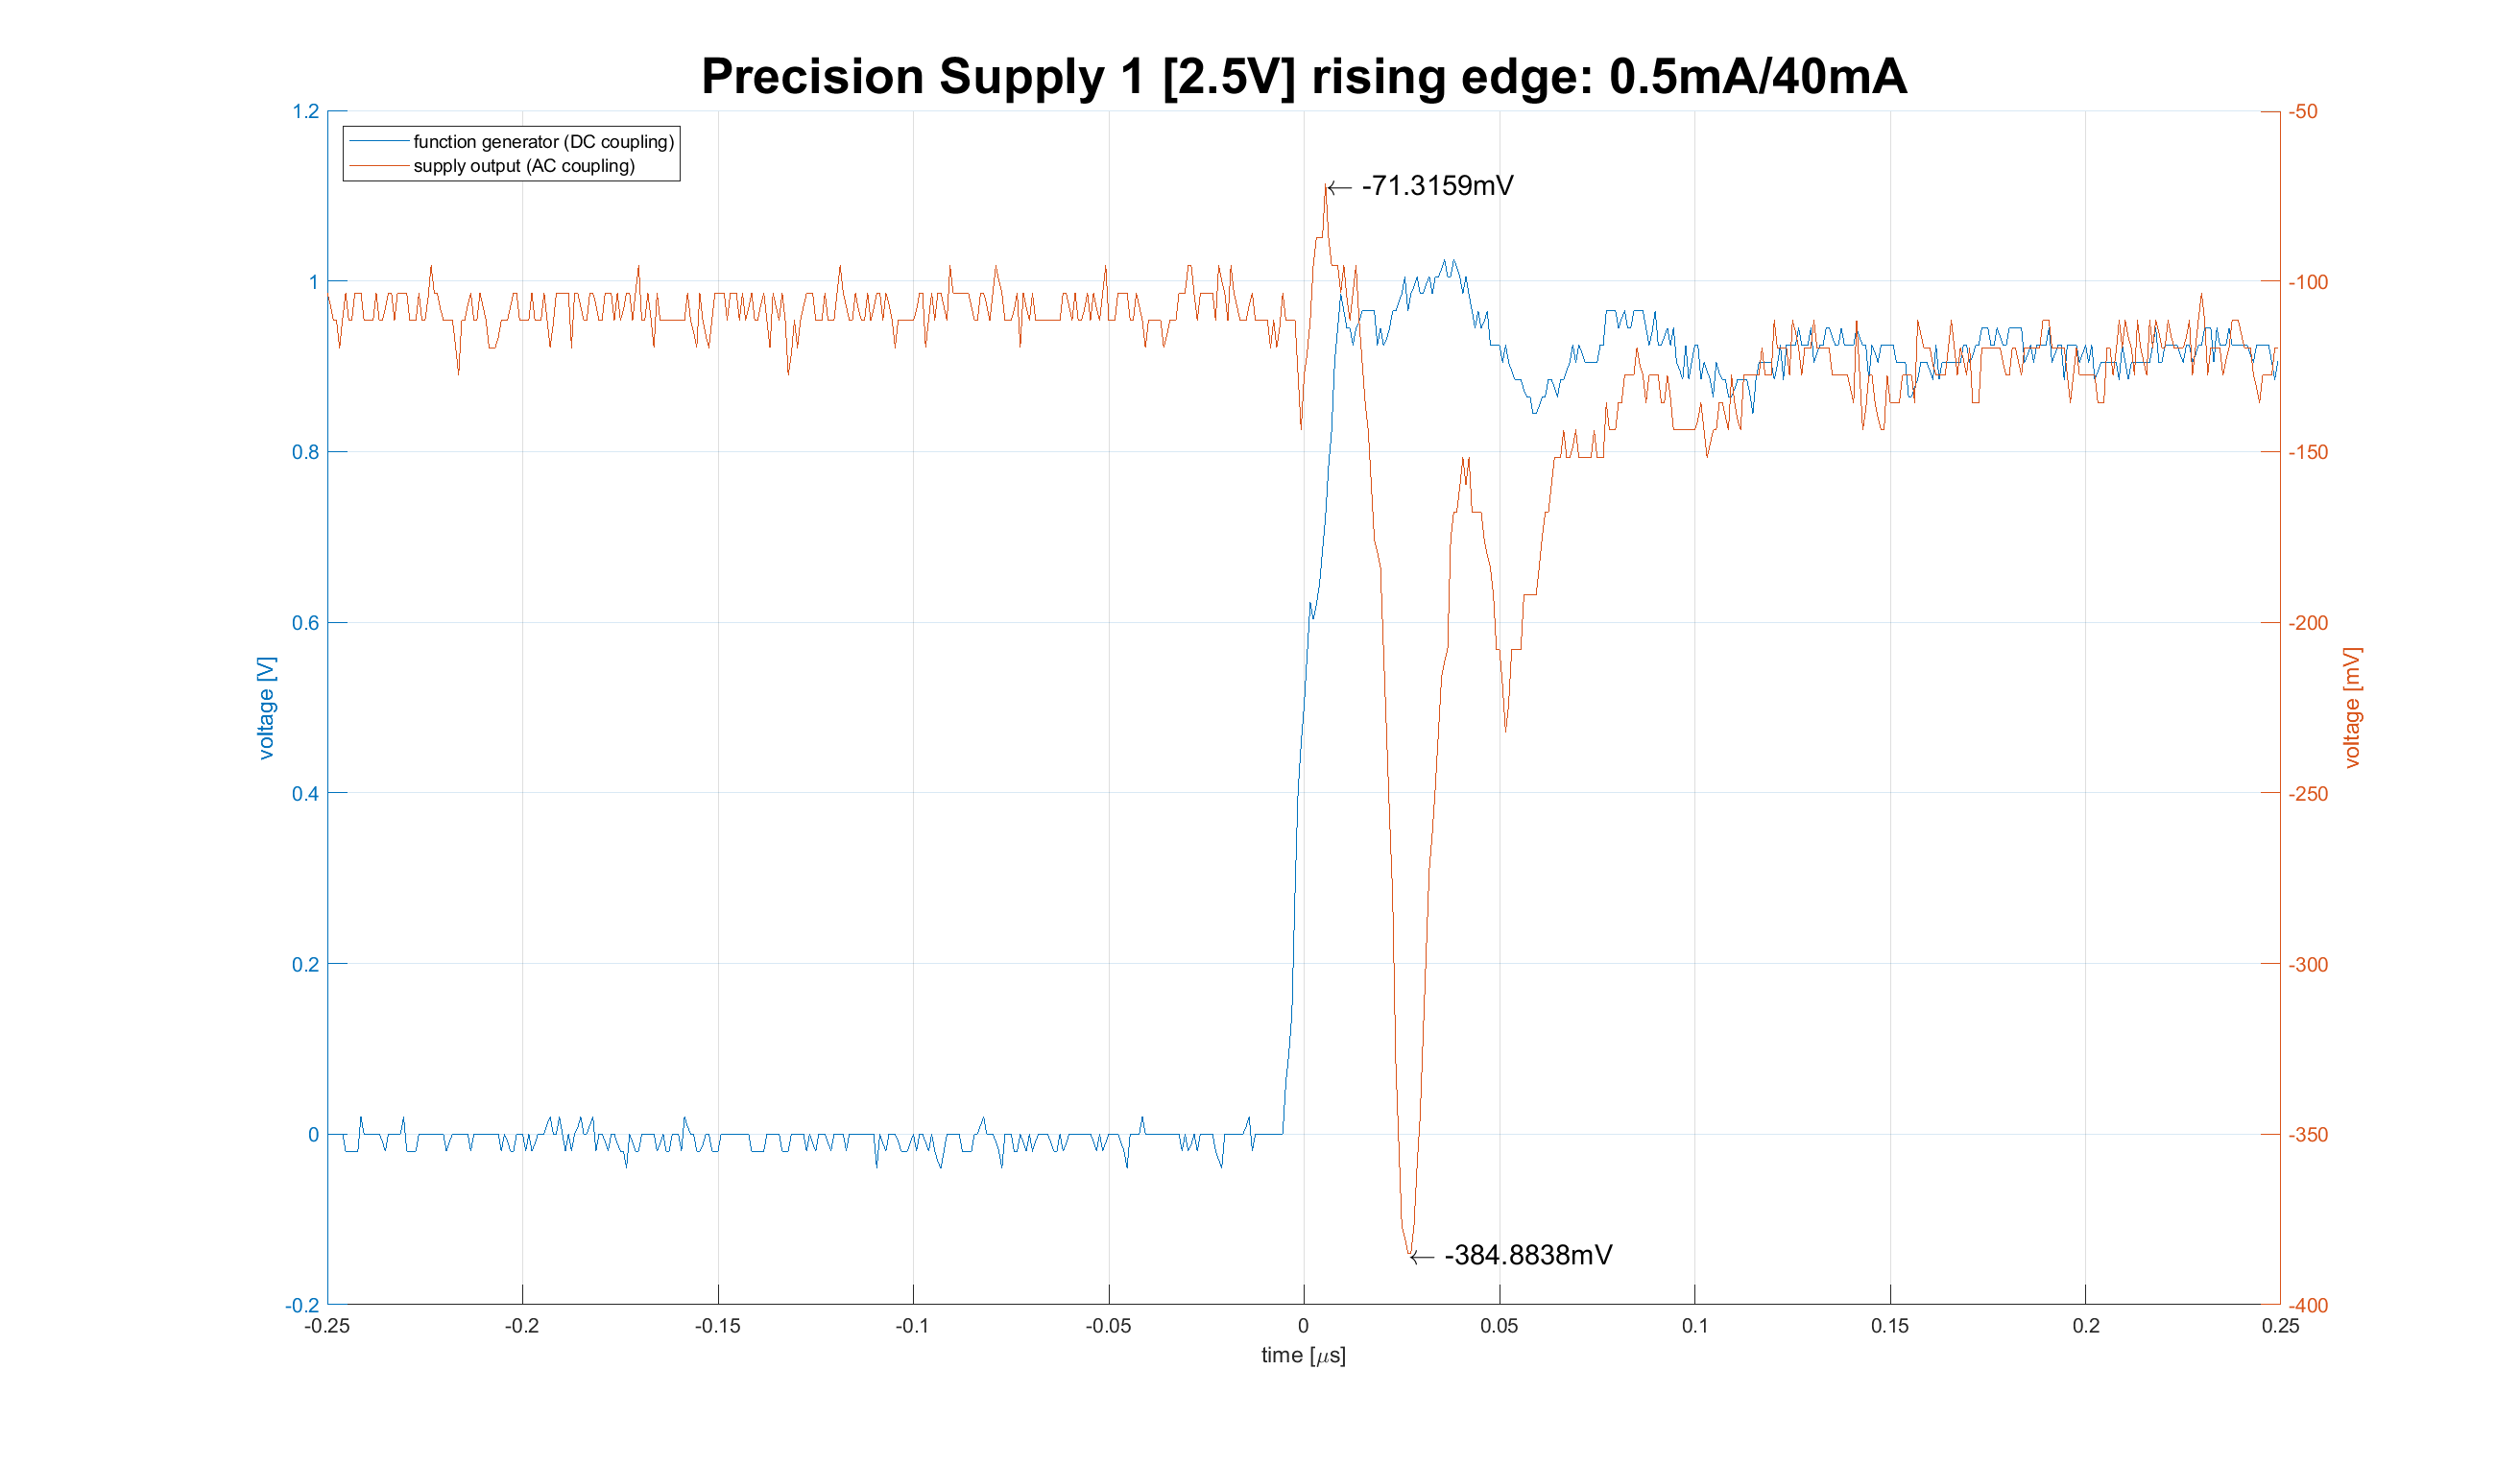 Precision Supply 1 [2.5V] rising edge: 0.5mA/40mA
function generator (DC coupling)
supply output (AC coupling)
1.2
1
0.8
0.6
0.4
0.2
0
-0.2
voltage [V]
-71.3159mV
-384.8838mV
-50
-100
-150
-200
-250
-300
-350
-400
voltage [mV]
-0.25 -0.2 -0.15 -0.1 -0.05 0 0.05 0.1 0.15 0.2 0.25
time [μs]